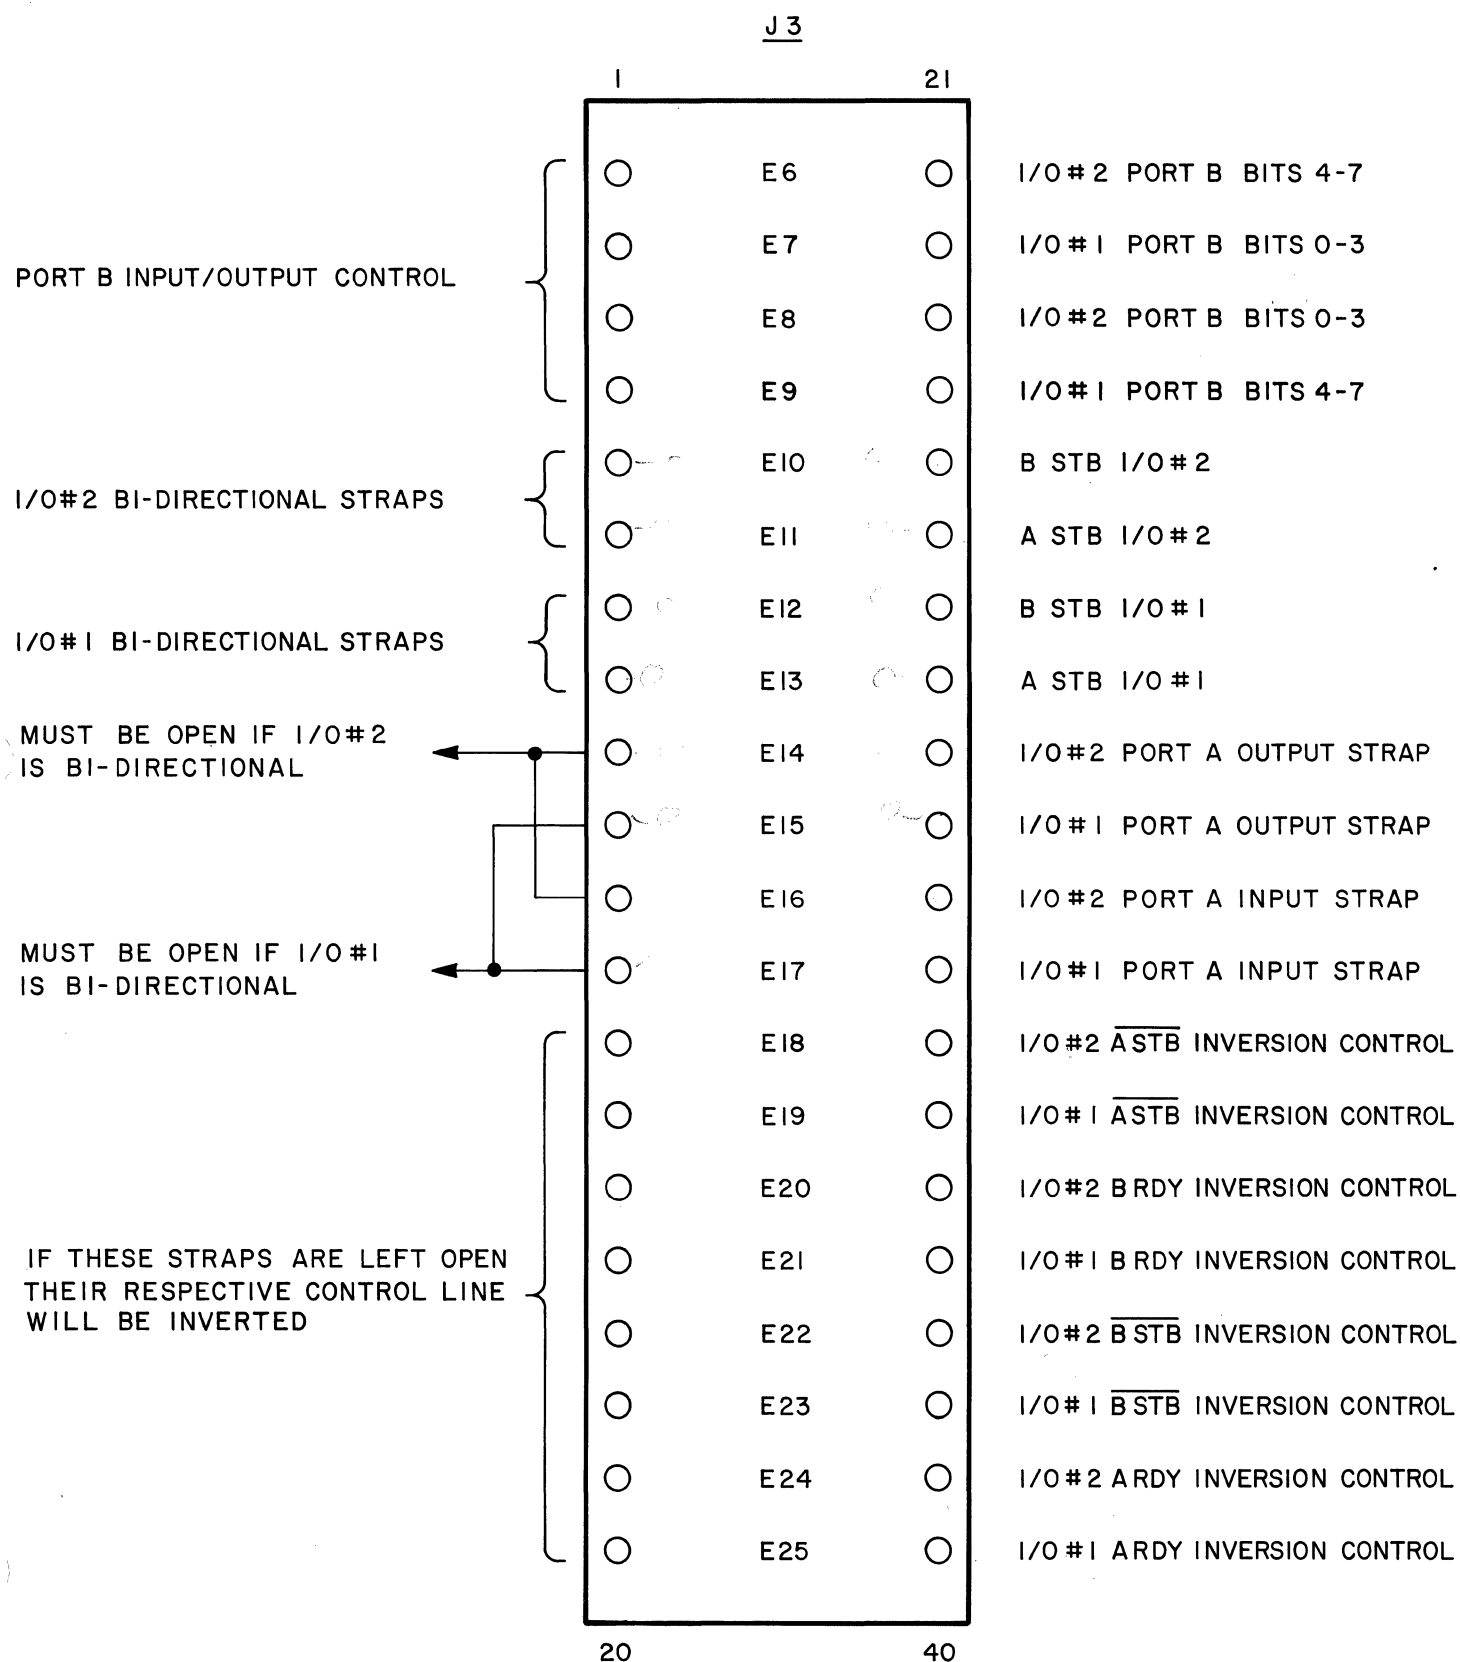 J3
1 21
E6 I/O#2 PORT B BITS 4-7
E7 I/O#1 PORT B BITS 0-3
PORT B INPUT/OUTPUT CONTROL
E8 I/O#2 PORT B BITS 0-3
E9 I/O#1 PORT B BITS 4-7
E10 B STB I/O#2
I/O#2 BI-DIRECTIONAL STRAPS
E11 A STB I/O#2
E12 B STB I/O#1
I/O#1 BI-DIRECTIONAL STRAPS
E13 A STB I/O#1
MUST BE OPEN IF I/O#2
IS BI-DIRECTIONAL
E14 I/O#2 PORT A OUTPUT STRAP
E15 I/O#1 PORT A OUTPUT STRAP
E16 I/O#2 PORT A INPUT STRAP
MUST BE OPEN IF I/O#1
IS BI-DIRECTIONAL
E17 I/O#1 PORT A INPUT STRAP
E18 I/O#2 A̅ ̅S̅T̅B̅ INVERSION CONTROL
E19 I/O#1 A̅S̅T̅B̅ INVERSION CONTROL
E20 I/O#2 B RDY INVERSION CONTROL
E21 I/O#1 B RDY INVERSION CONTROL
IF THESE STRAPS ARE LEFT OPEN
THEIR RESPECTIVE CONTROL LINE
WILL BE INVERTED
E22 I/O#2 B̅ ̅S̅T̅B̅ INVERSION CONTROL
E23 I/O#1 B̅ ̅S̅T̅B̅ INVERSION CONTROL
E24 I/O#2 ARDY INVERSION CONTROL
E25 I/O#1 ARDY INVERSION CONTROL
20 40